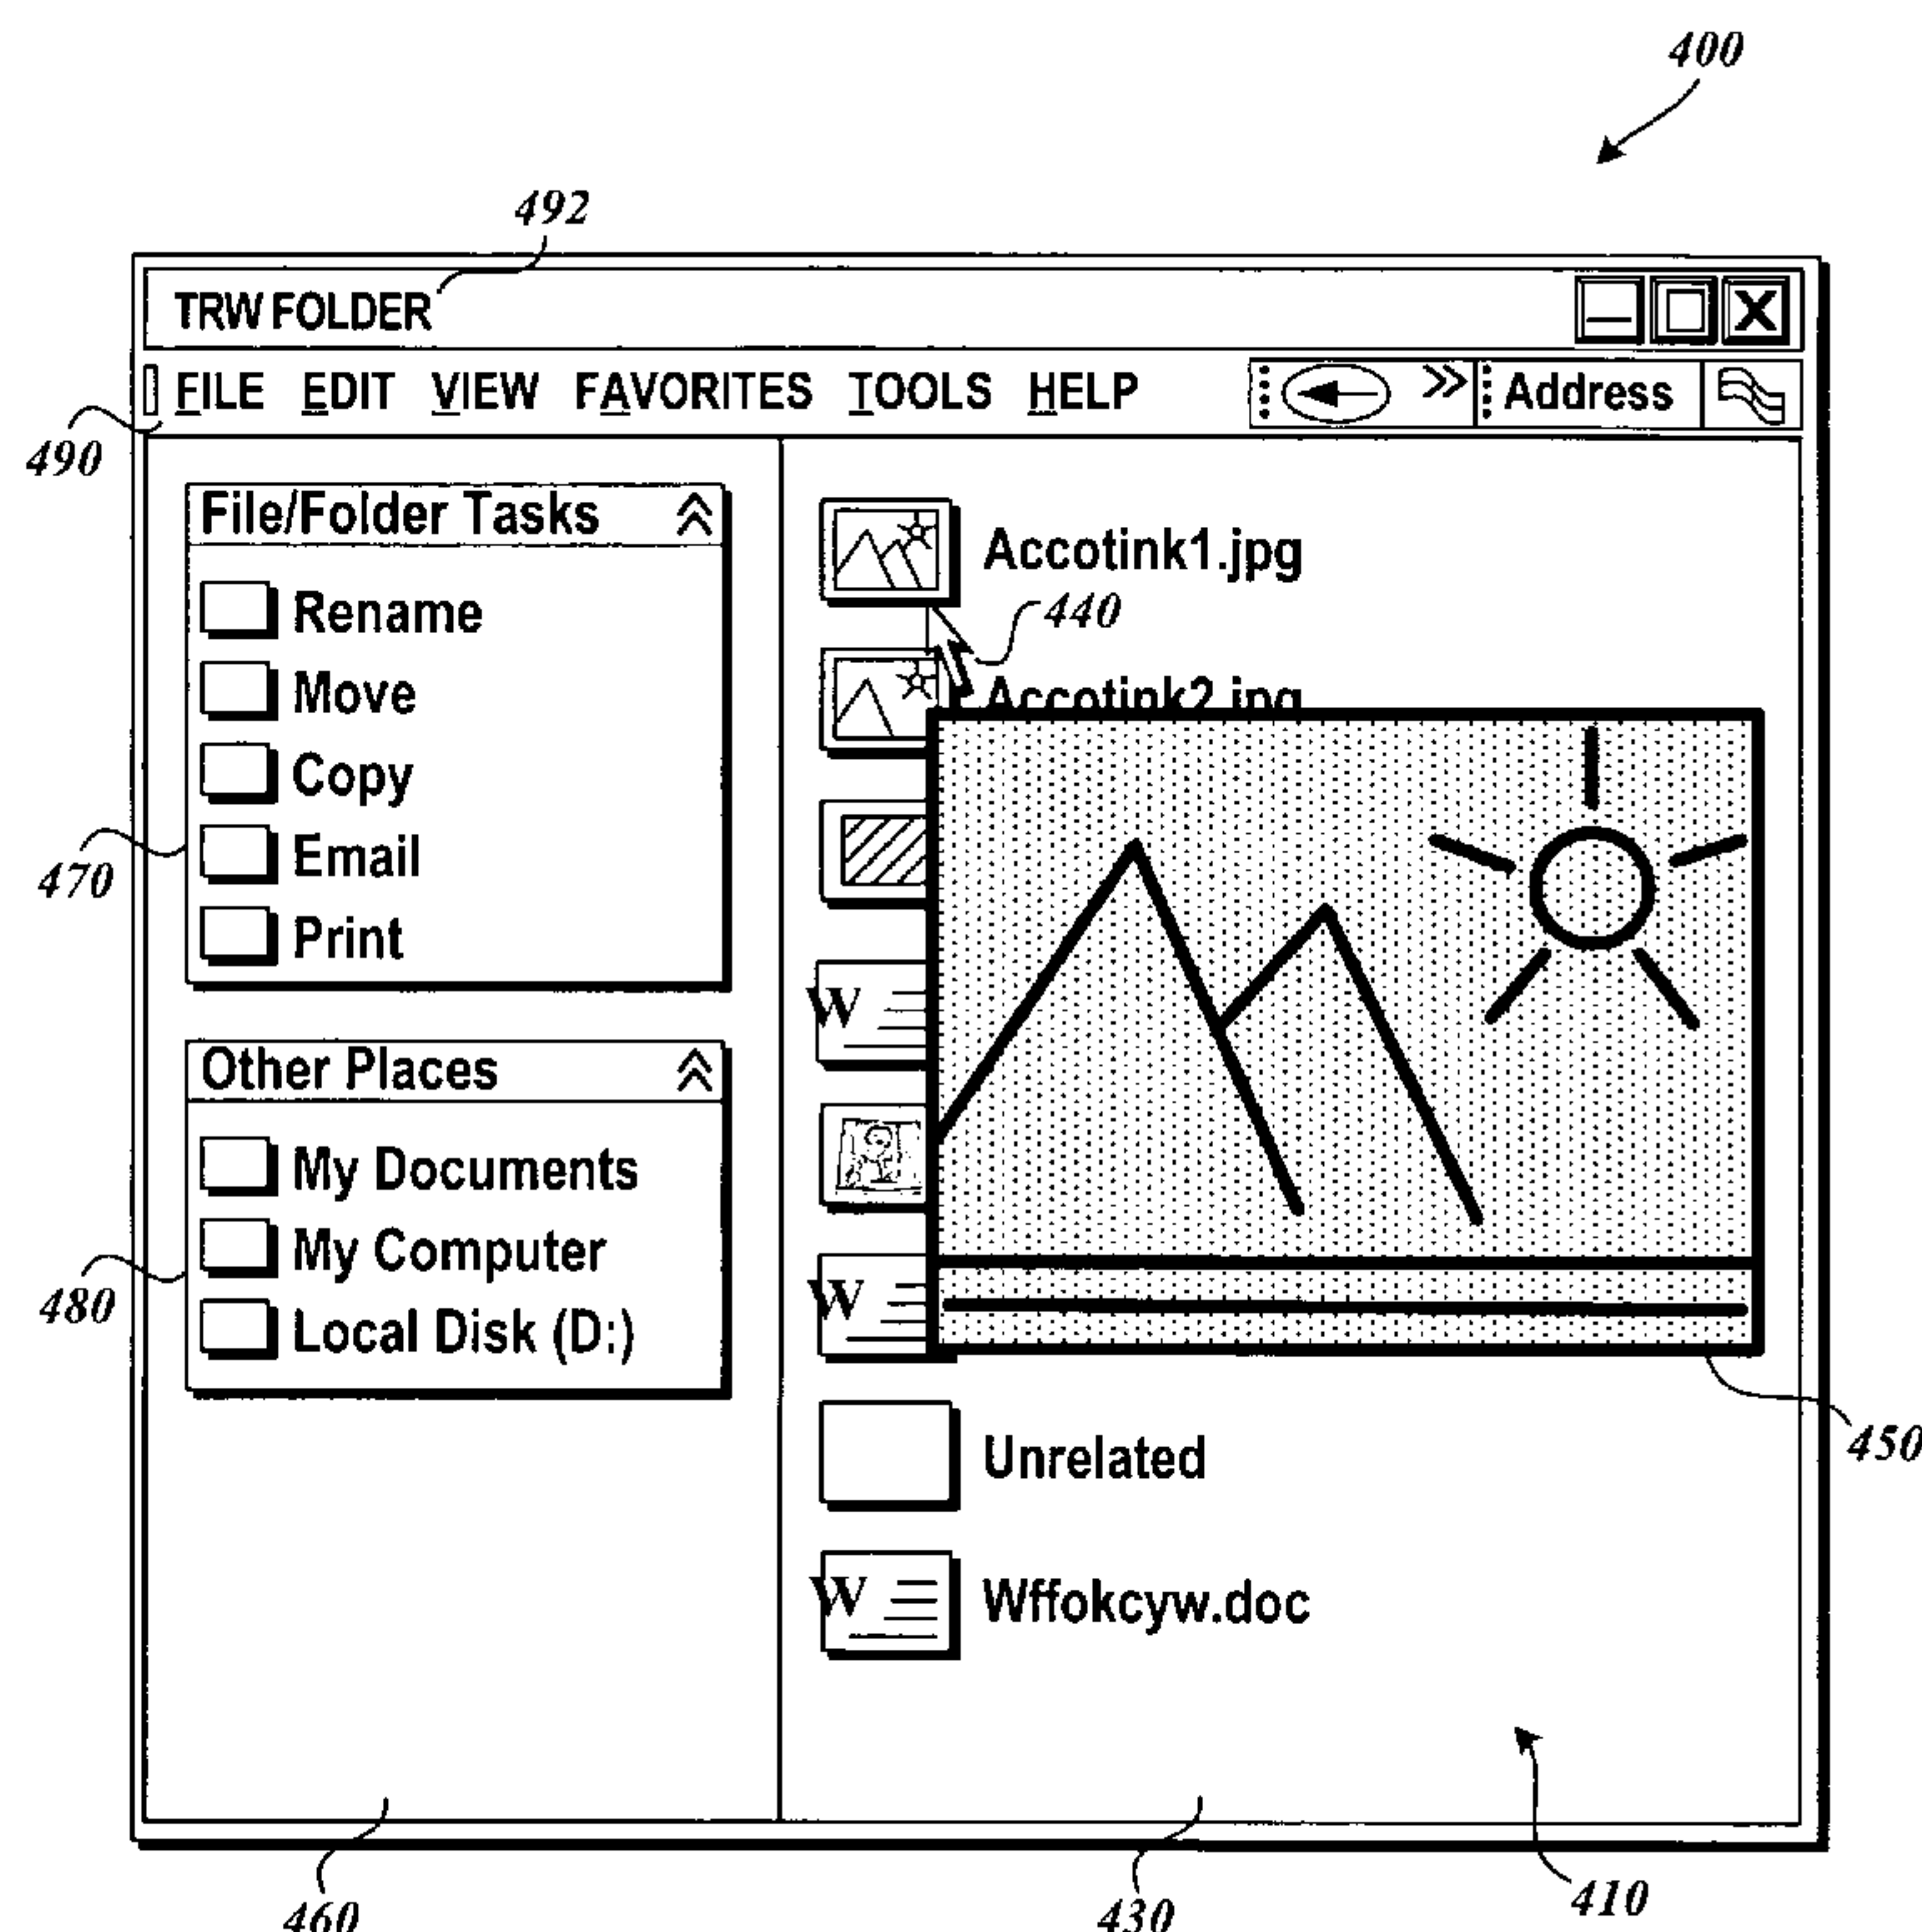 400
492
TRW FOLDER
FILE EDIT VIEW FAVORITES TOOLS HELP Address
490
File/Folder Tasks
Rename
Move
Copy
Email
Print
470
Other Places
My Documents
My Computer
Local Disk (D:)
480
Accotink1.jpg
440
Accotink2.jpg
W
W
450
Unrelated
W Wffokcyw.doc
460
430
410